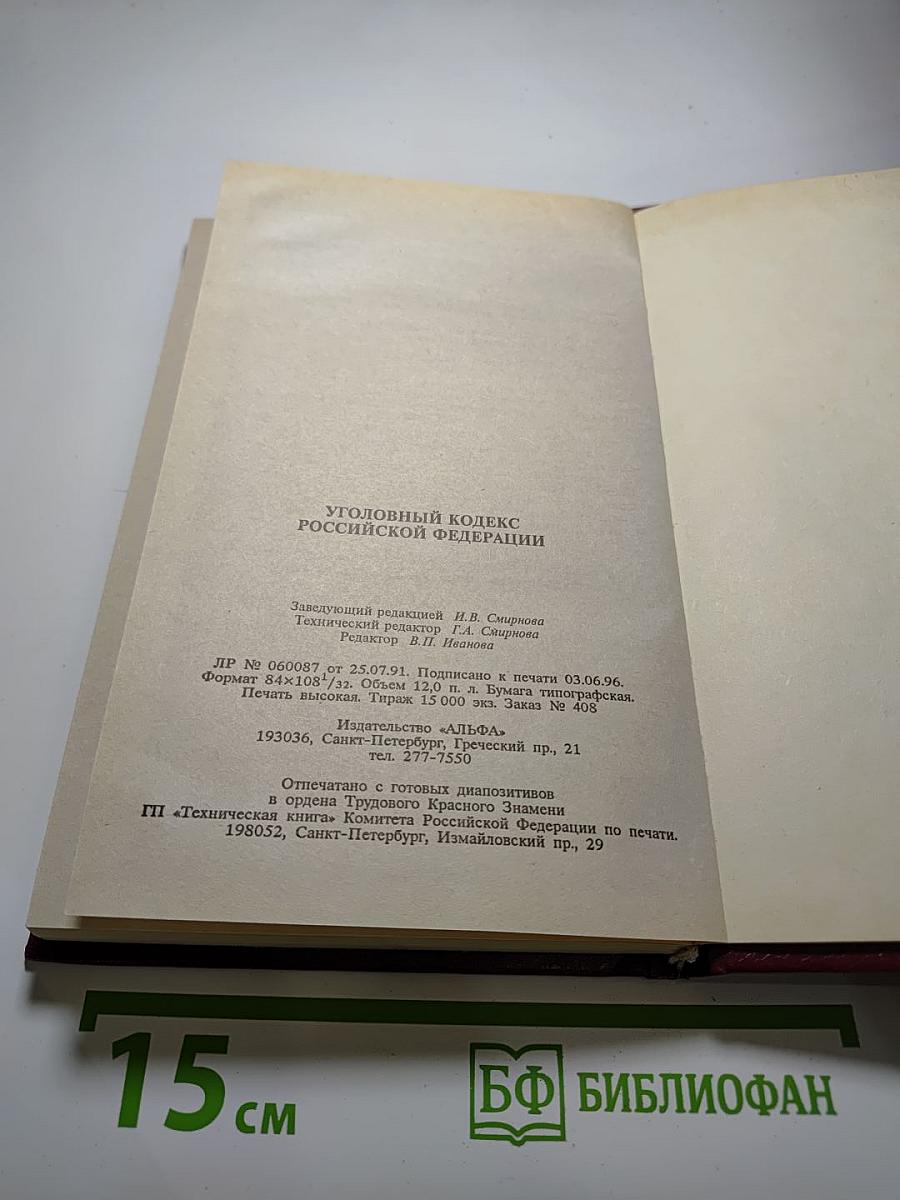 УГОЛОВНЫЙ КОДЕКС
РОССИЙСКОЙ ФЕДЕРАЦИИ
Заведующий редакцией И.В. Смирнова
Технический редактор Г.А. Смирнова
Редактор В.П. Иванова
ЛР № 060087 от 25.07.91. Подписано к печати 03.06.96.
Формат 84×108¹/32. Объем 12,0 п. л. Бумага типографская.
Печать высокая. Тираж 15 000 экз. Заказ № 408
Издательство «АЛЬФА»
193036, Санкт-Петербург, Греческий пр., 21
тел. 277-7550
Отпечатано с готовых диапозитивов
в ордена Трудового Красного Знамени
ГП «Техническая книга» Комитета Российской Федерации по печати.
198052, Санкт-Петербург, Измайловский пр., 29
15 см
БФ БИБЛИОФАН